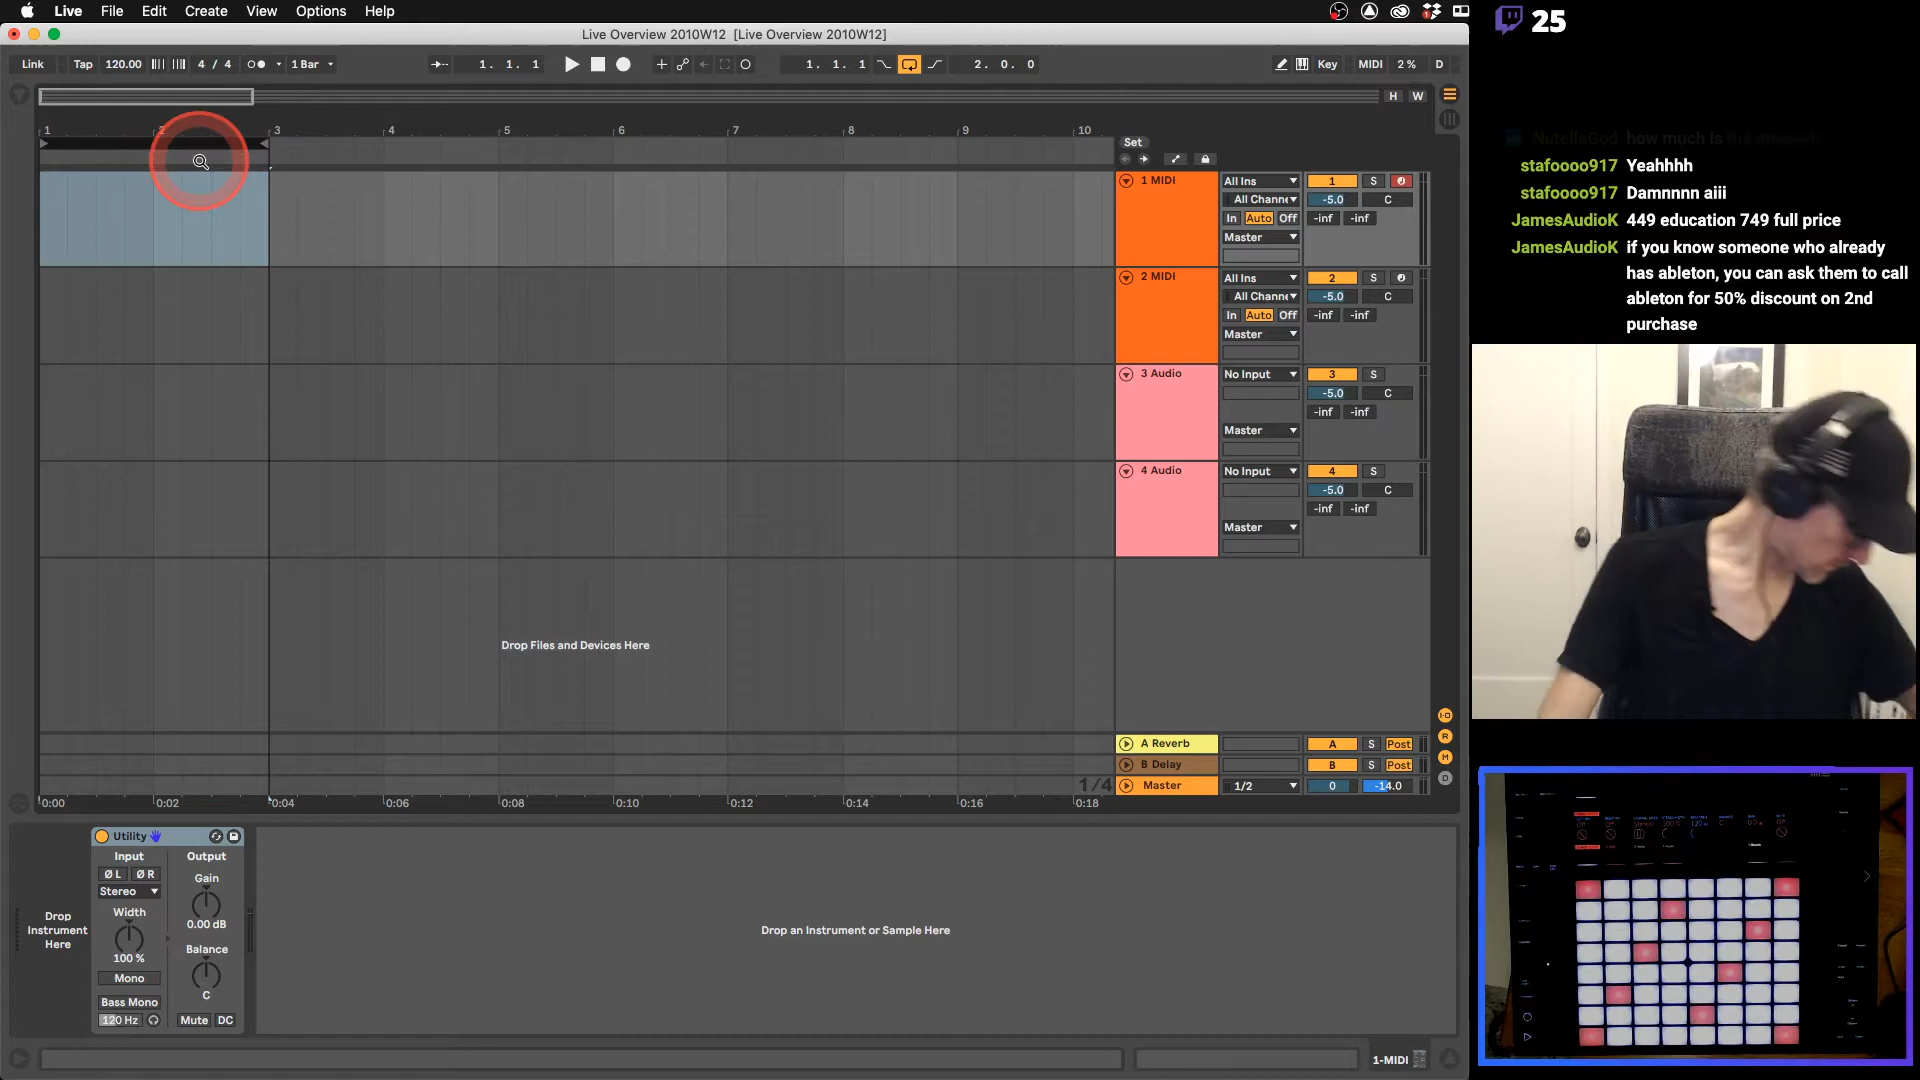 Live File Edit Create View Options Help
Live Overview 2010W12 [Live Overview 2010W12]
Link Tap 120.00 4 / 4 1 Bar 1. 1. 1 1. 1. 1 2. 0. 0 Key MIDI 2 % D
H W
1 2 3 4 5 6 7 8 9 10
Set
1 MIDI All Ins 1 S
All Channe -5.0 C
In Auto Off -inf -inf
Master
2 MIDI All Ins 2 S
All Channe -5.0 C
In Auto Off -inf -inf
Master
3 Audio No Input 3 S
-5.0 C
-inf -inf
Master
4 Audio No Input 4 S
-5.0 C
-inf -inf
Master
Drop Files and Devices Here
A Reverb A S Post
B Delay B S Post
1/4 Master 1/2 0 -14.0
0:00 0:02 0:04 0:06 0:08 0:10 0:12 0:14 0:16 0:18
Utility
Input Output
Ø L Ø R Gain
Stereo
Width 0.00 dB
Balance
100 %
Mono C
Bass Mono
120 Hz Mute DC
Drop
Instrument
Here
Drop an Instrument or Sample Here
1-MIDI
25
NutellaGod how much is
stafoooo917 Yeahhhh
stafoooo917 Damnnnn aiii
JamesAudioK 449 education 749 full price
JamesAudioK if you know someone who already
has ableton, you can ask them to call
ableton for 50% discount on 2nd
purchase